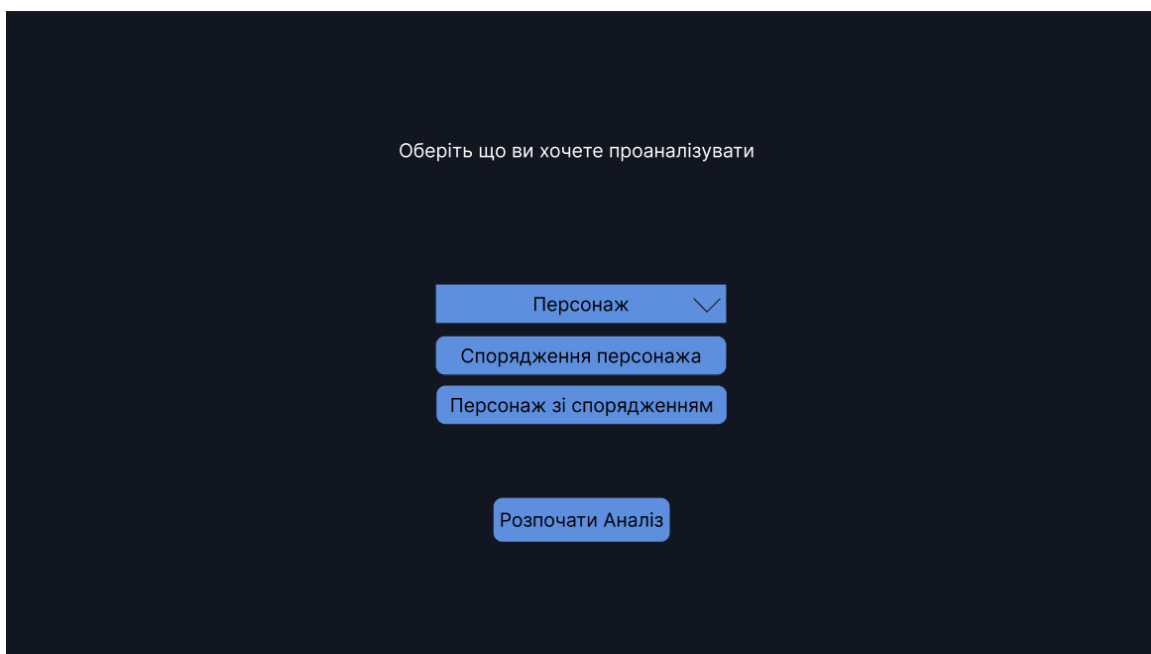 Оберіть що ви хочете проаналізувати
Персонаж
Спорядження персонажа
Персонаж зі спорядженням
Розпочати Аналіз